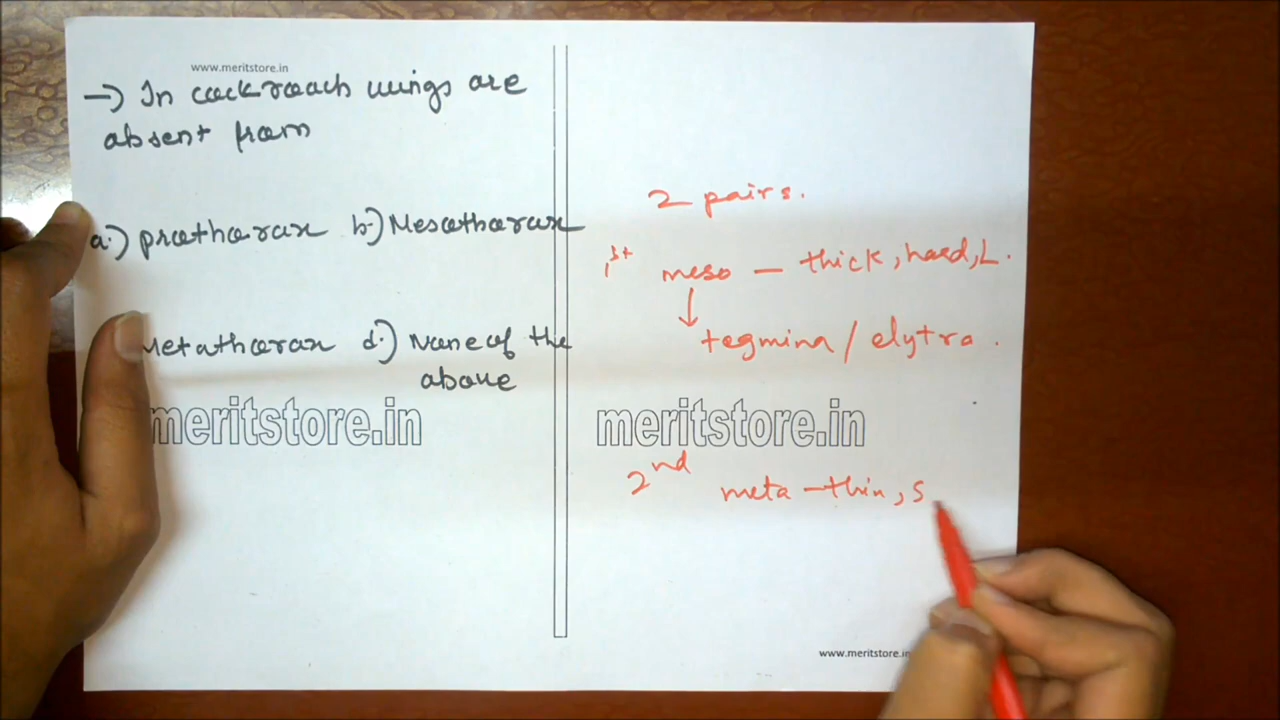 www.meritstore.in
→ In cockroach wings are
absent from
a.) prothorax b.) Mesothorax
Metathorax d.) None of the
above
meritstore.in
2 pairs.
1st meso — thick, hard, L.
↓
tegmina / elytra.
meritstore.in
2nd meta — thin, s
www.meritstore.in